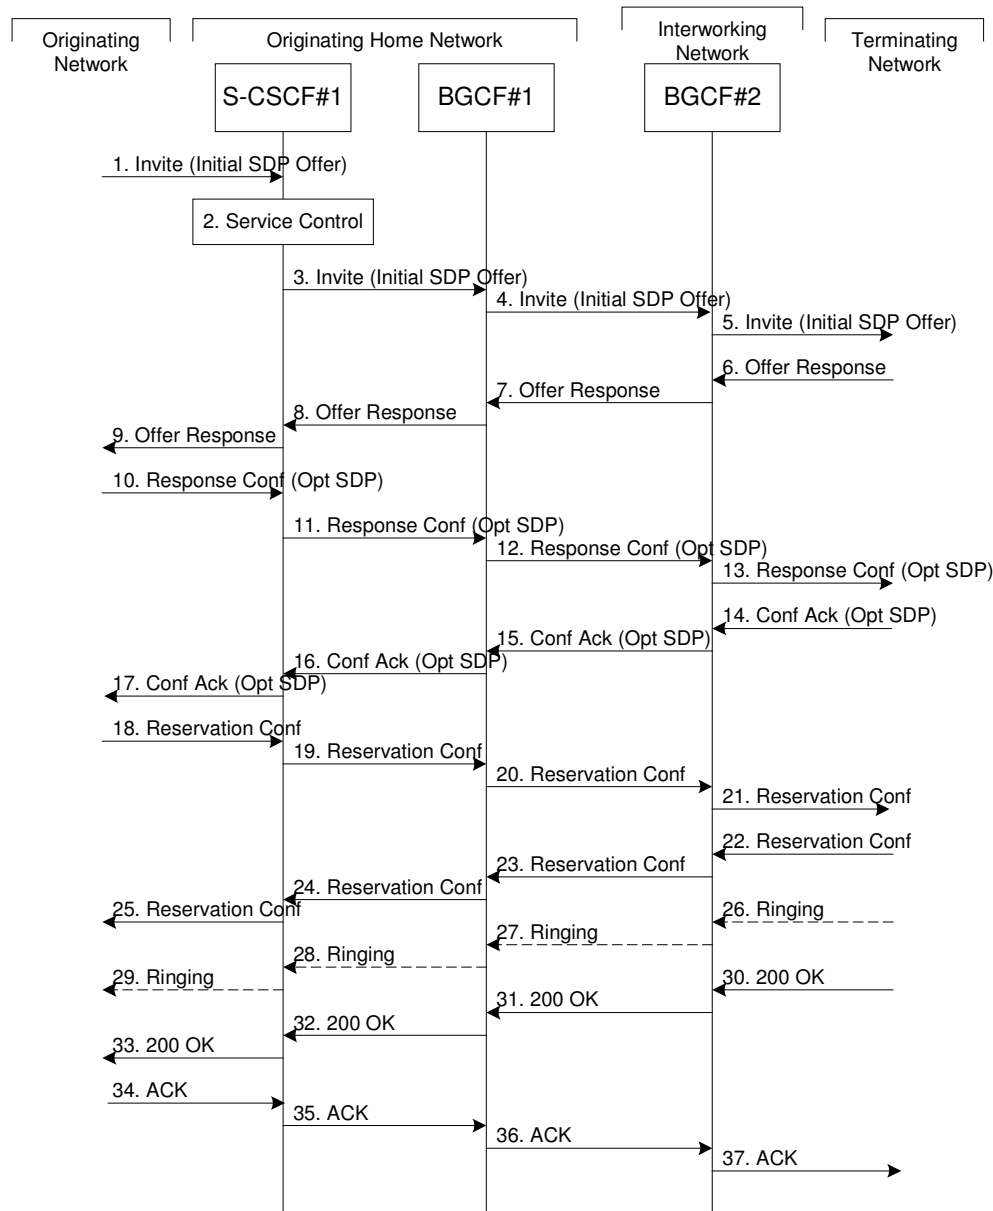 Originating
Network
Originating Home Network
Interworking
Network
Terminating
Network
S-CSCF#1
BGCF#1
BGCF#2
1. Invite (Initial SDP Offer)
2. Service Control
3. Invite (Initial SDP Offer)
4. Invite (Initial SDP Offer)
5. Invite (Initial SDP Offer)
6. Offer Response
7. Offer Response
8. Offer Response
9. Offer Response
10. Response Conf (Opt SDP)
11. Response Conf (Opt SDP)
12. Response Conf (Opt SDP)
13. Response Conf (Opt SDP)
14. Conf Ack (Opt SDP)
15. Conf Ack (Opt SDP)
16. Conf Ack (Opt SDP)
17. Conf Ack (Opt SDP)
18. Reservation Conf
19. Reservation Conf
20. Reservation Conf
21. Reservation Conf
22. Reservation Conf
23. Reservation Conf
24. Reservation Conf
25. Reservation Conf
26. Ringing
27. Ringing
28. Ringing
29. Ringing
30. 200 OK
31. 200 OK
32. 200 OK
33. 200 OK
34. ACK
35. ACK
36. ACK
37. ACK